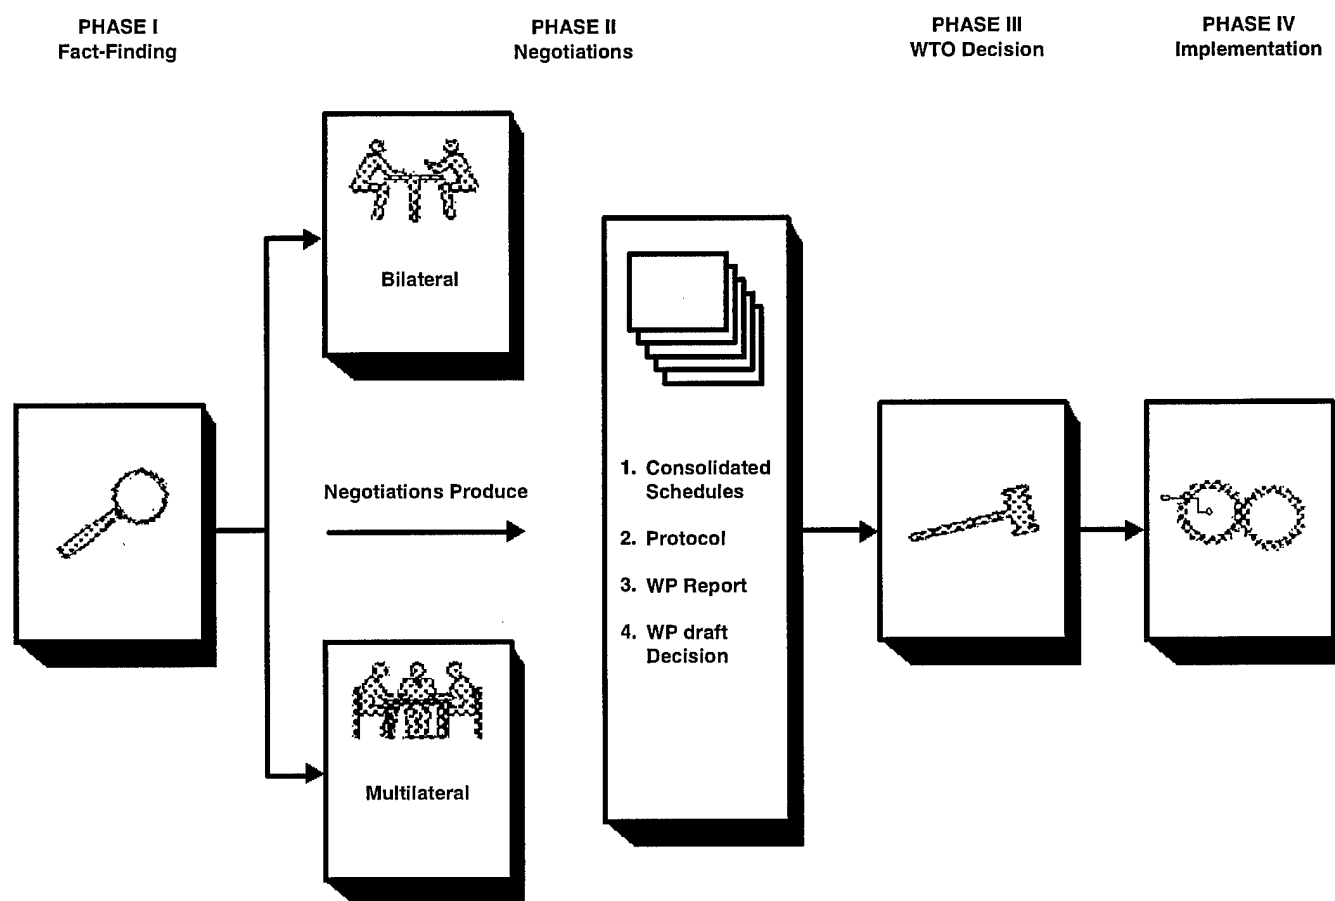 PHASE I
Fact-Finding
PHASE II
Negotiations
PHASE III
WTO Decision
PHASE IV
Implementation
Bilateral
Negotiations Produce
Multilateral
1. Consolidated
Schedules
2. Protocol
3. WP Report
4. WP draft
Decision